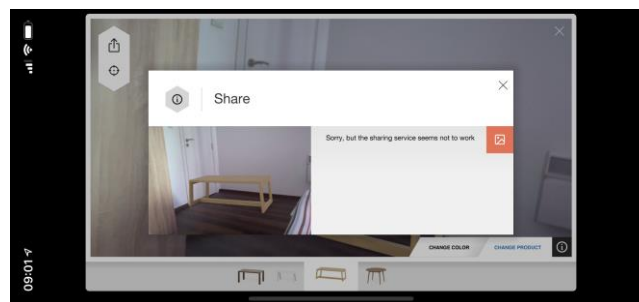 09:01
Share
Sorry, but the sharing service seems not to work
CHANGE COLOR
CHANGE PRODUCT